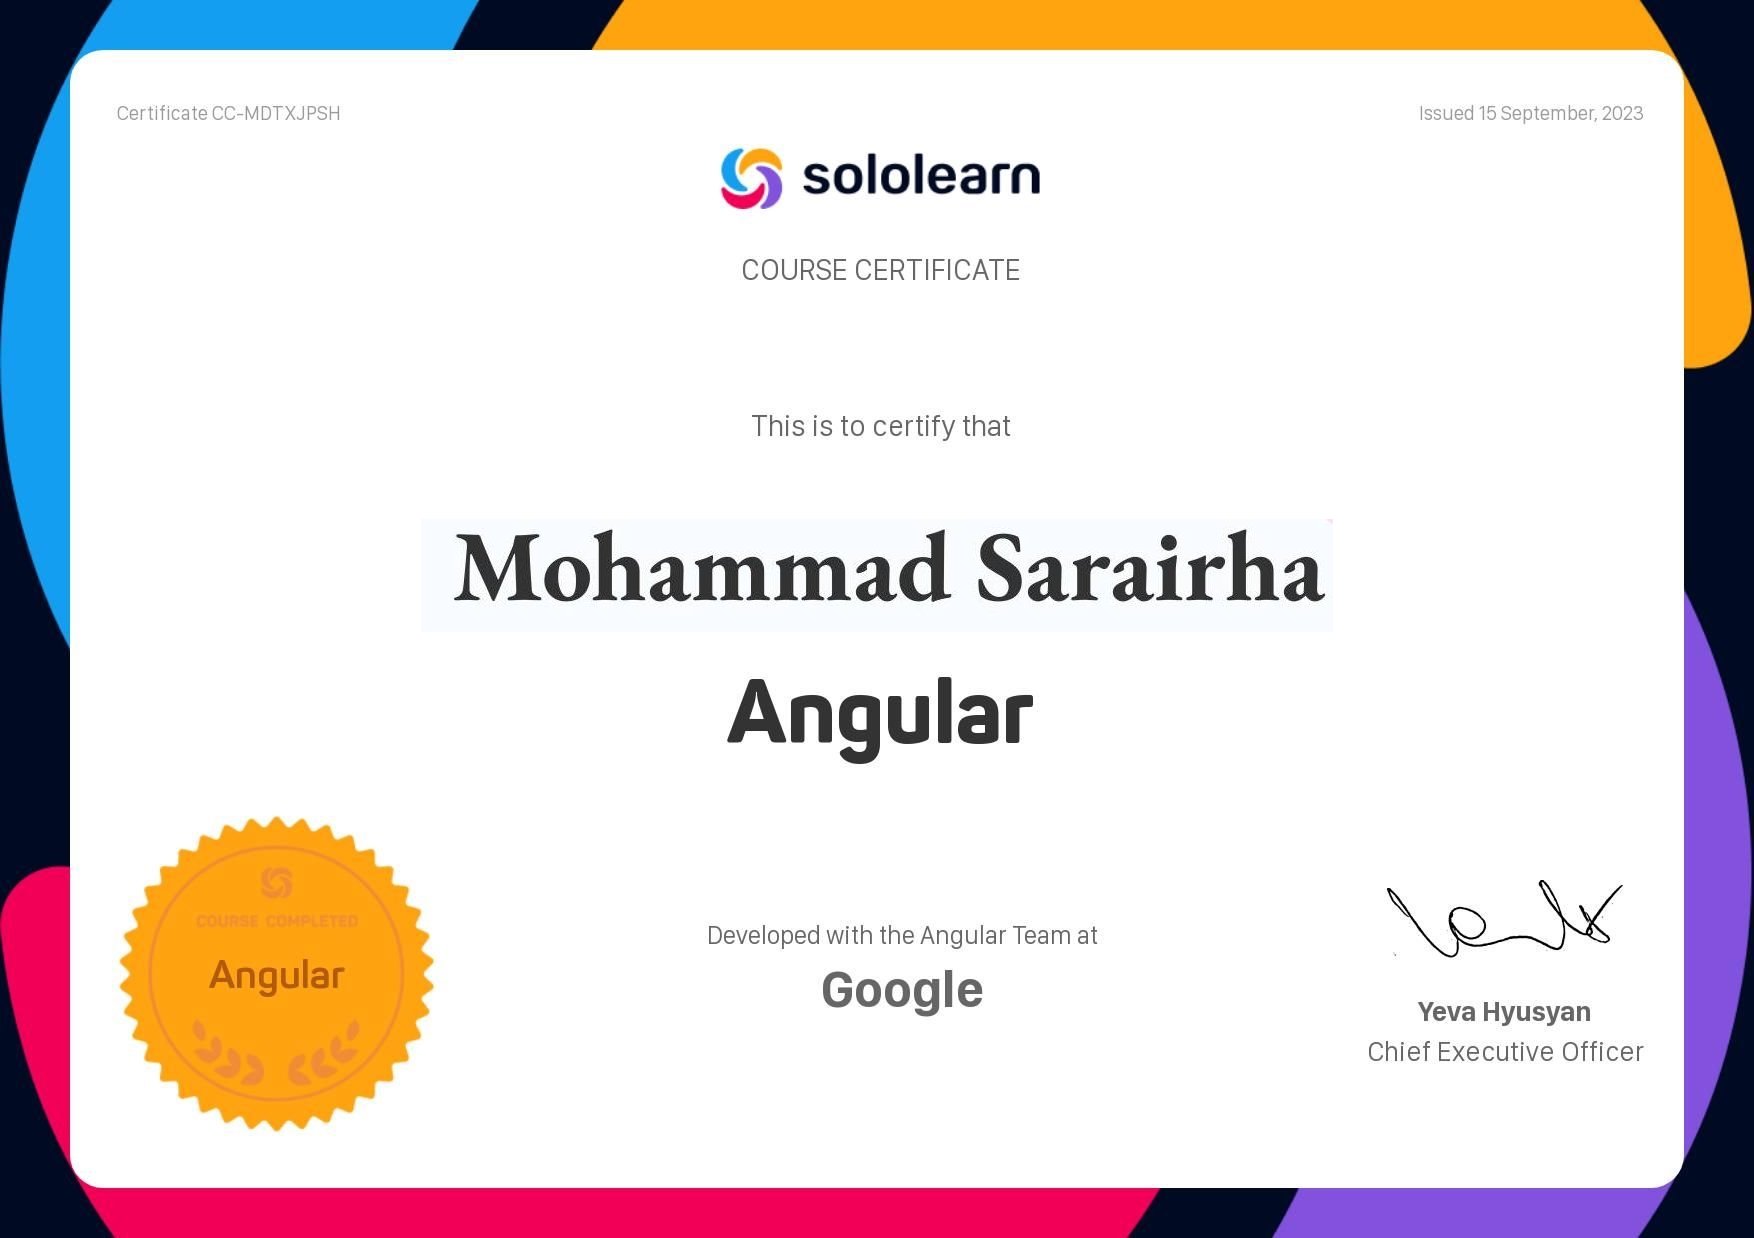 Certificate CC-MDTXJPSH
Issued 15 September, 2023
sololearn
COURSE CERTIFICATE
This is to certify that
Mohammad Sarairha
Angular
COURSE COMPLETED
Angular
Developed with the Angular Team at
Google
Yeva Hyusyan
Chief Executive Officer